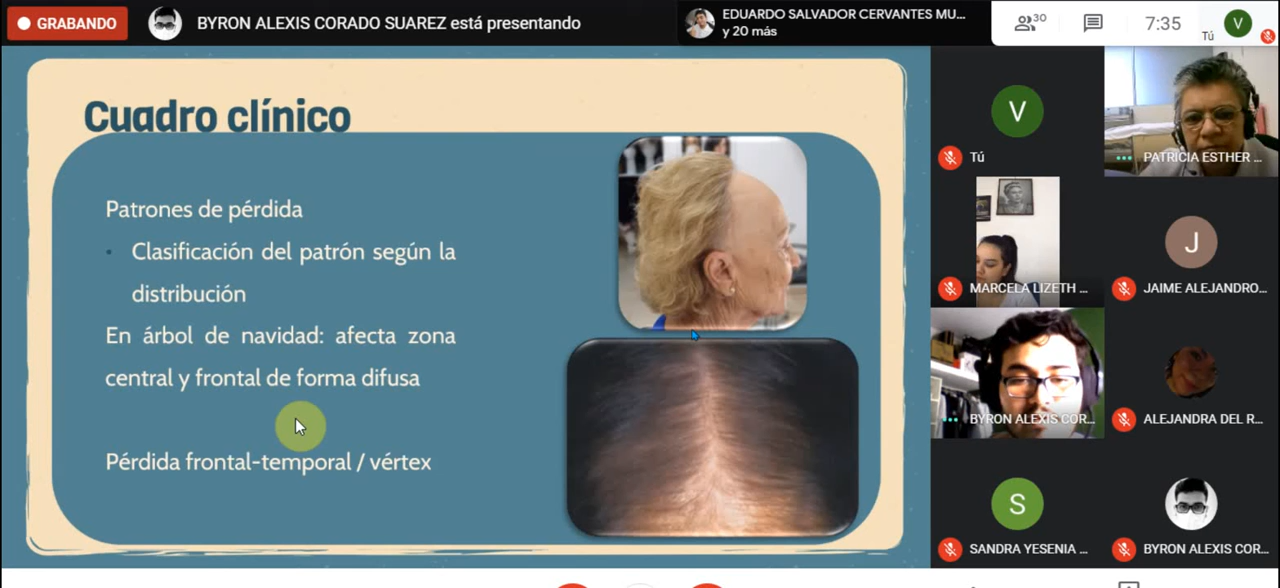 GRABANDO
BYRON ALEXIS CORADO SUAREZ está presentando
EDUARDO SALVADOR CERVANTES MU...
y 20 más
30
7:35
Tú
V
Cuadro clínico
Patrones de pérdida
• Clasificación del patrón según la
distribución
En árbol de navidad: afecta zona
central y frontal de forma difusa
Pérdida frontal-temporal / vértex
V
Tú
PATRICIA ESTHER ...
MARCELA LIZETH ...
J
JAIME ALEJANDRO...
BYRON ALEXIS COR...
ALEJANDRA DEL R...
S
SANDRA YESENIA ...
BYRON ALEXIS COR...